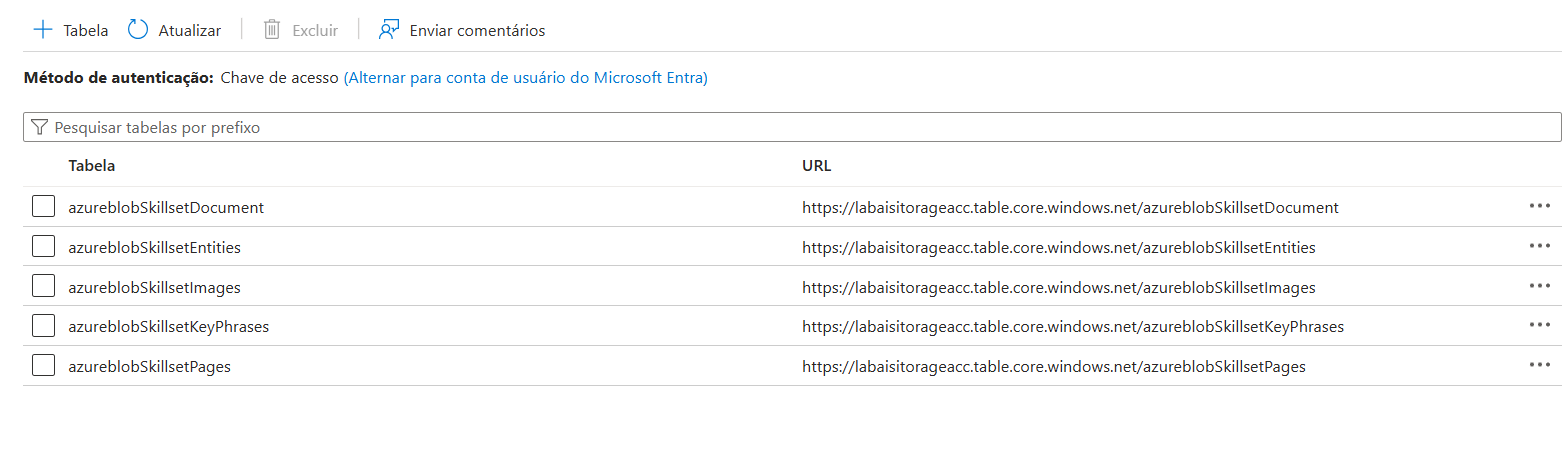 Tabela Atualizar Excluir Enviar comentários
Método de autenticação: Chave de acesso (Alternar para conta de usuário do Microsoft Entra)
Pesquisar tabelas por prefixo
Tabela URL
azureblobSkillsetDocument https://labaisitorageacc.table.core.windows.net/azureblobSkillsetDocument
azureblobSkillsetEntities https://labaisitorageacc.table.core.windows.net/azureblobSkillsetEntities
azureblobSkillsetImages https://labaisitorageacc.table.core.windows.net/azureblobSkillsetImages
azureblobSkillsetKeyPhrases https://labaisitorageacc.table.core.windows.net/azureblobSkillsetKeyPhrases
azureblobSkillsetPages https://labaisitorageacc.table.core.windows.net/azureblobSkillsetPages